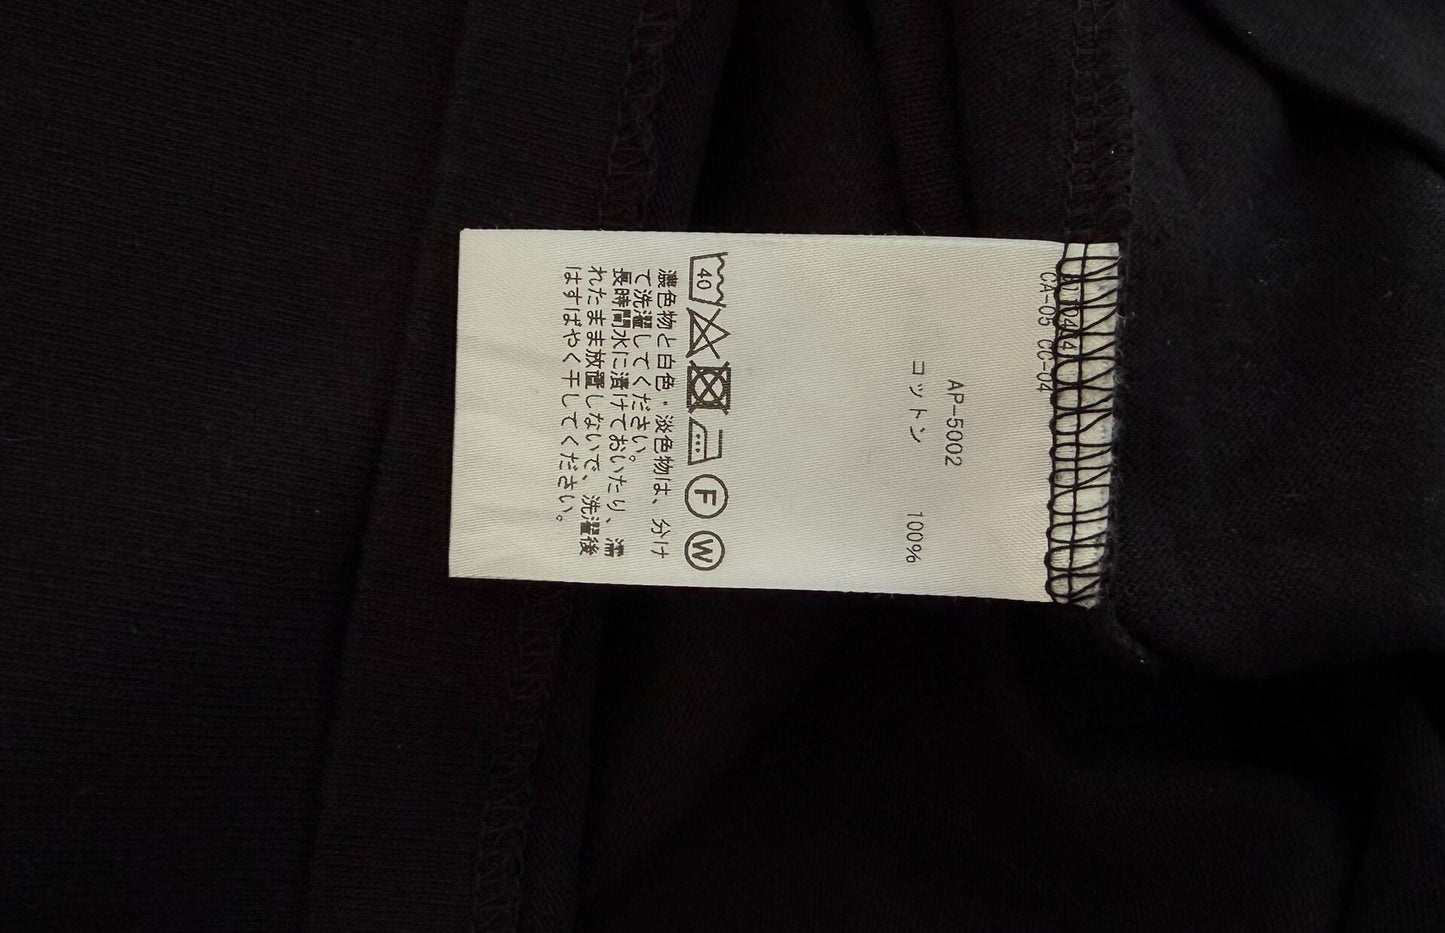 CA-05 CC-04
AP-5002
コットン 100%
40
F W
濃色物と白色・淡色物は、分け
て洗濯してください。
長時間水に漬けておいたり、濡
れたまま放置しないで、洗濯後
はすばやく干してください。